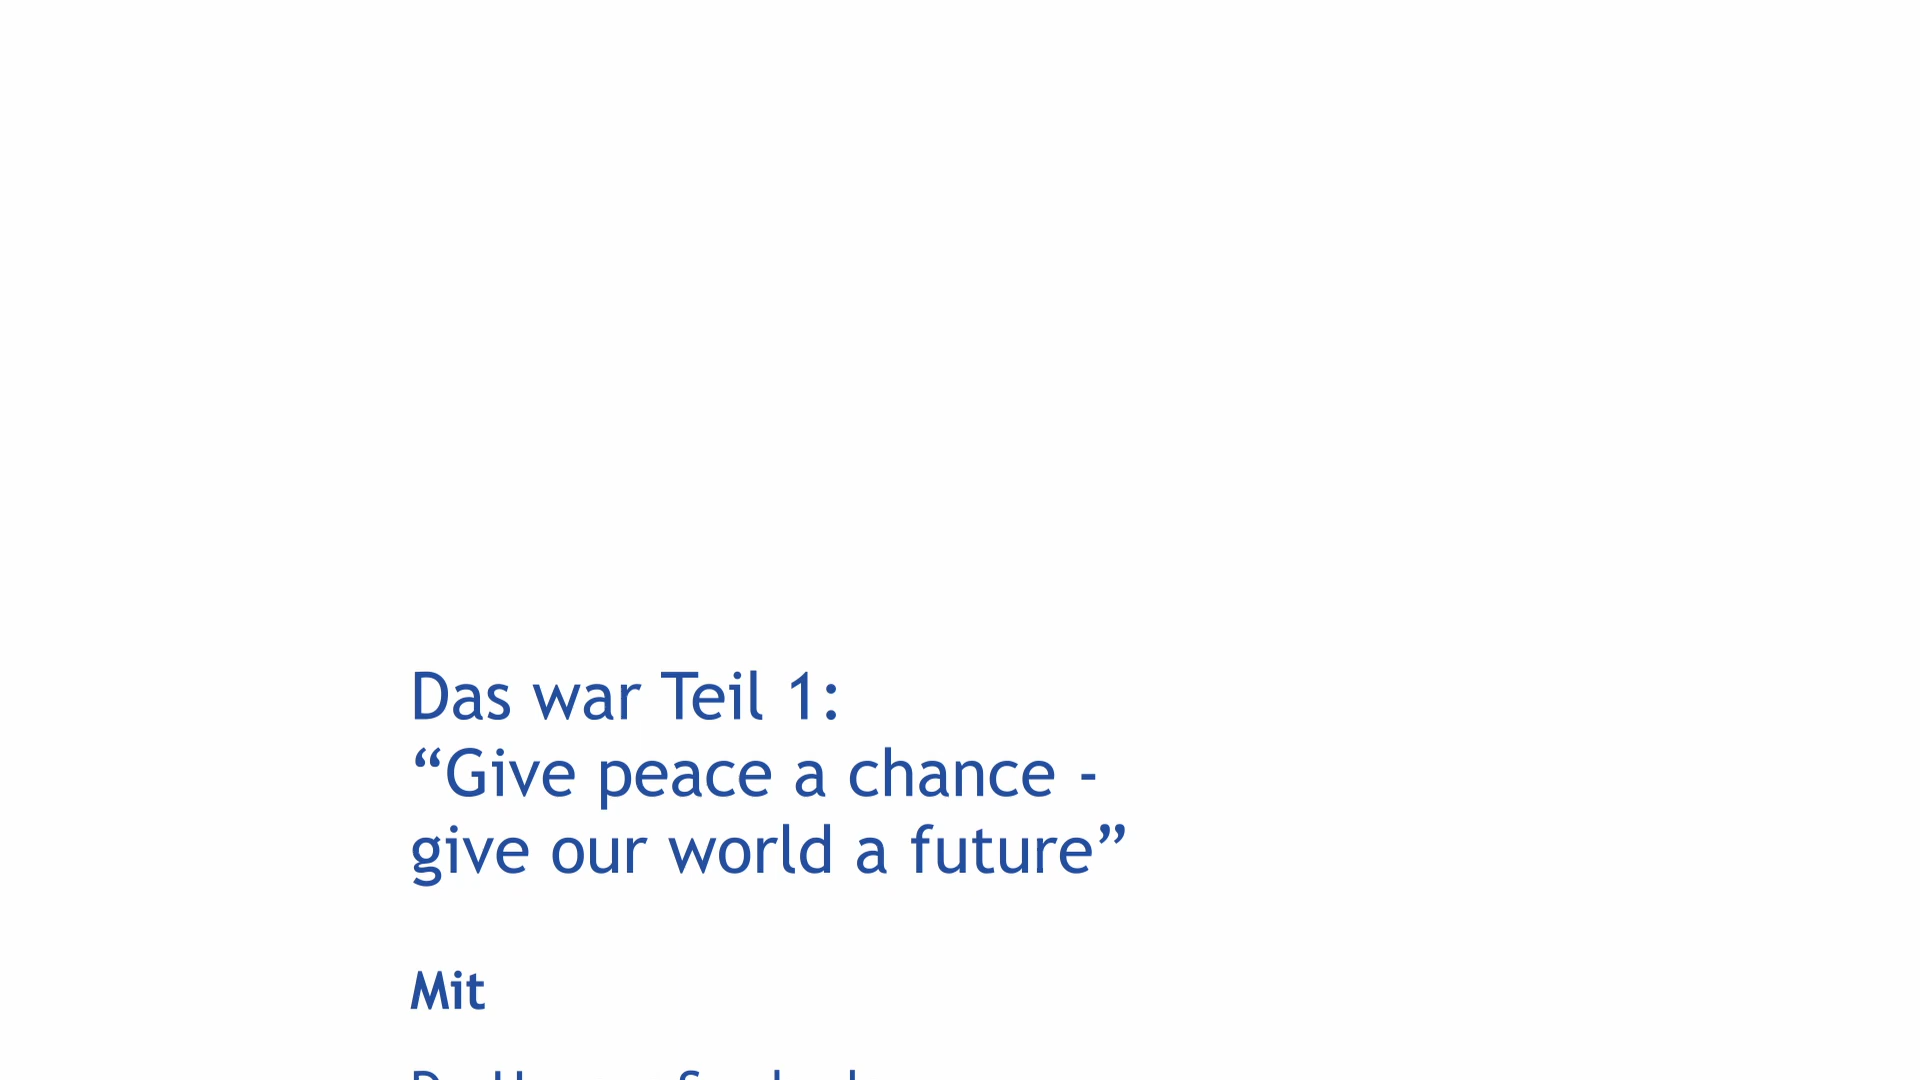 Das war Teil 1:
“Give peace a chance -
give our world a future”
Mit